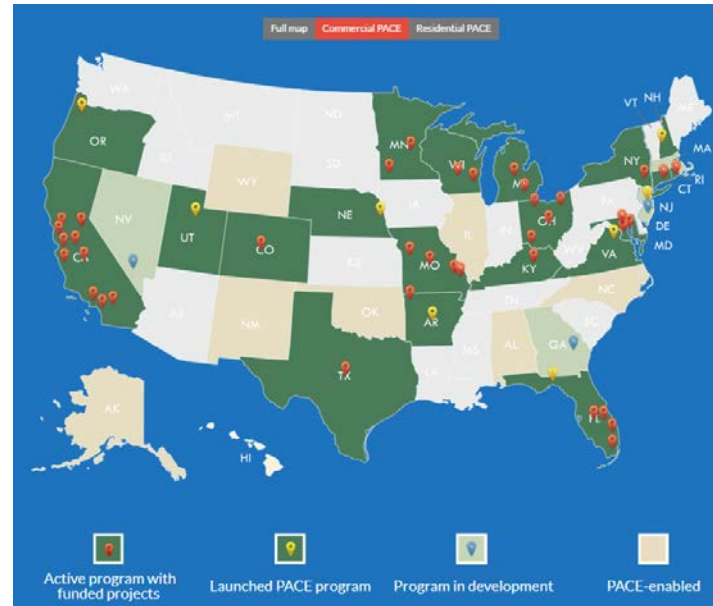 Full map Commercial PACE Residential PACE
WA
MT
ND
MN
VT
NH
ME
OR
ID
SD
WI
MI
NY
MA
WY
RI
CT
NV
NE
IA
PA
NJ
UT
CO
IL
IN
OH
DE
MD
CA
KS
MO
WV
VA
KY
AZ
NM
OK
AR
TN
NC
SC
MS
AL
GA
TX
LA
FL
AK
HI
Active program with
funded projects
Launched PACE program
Program in development
PACE-enabled